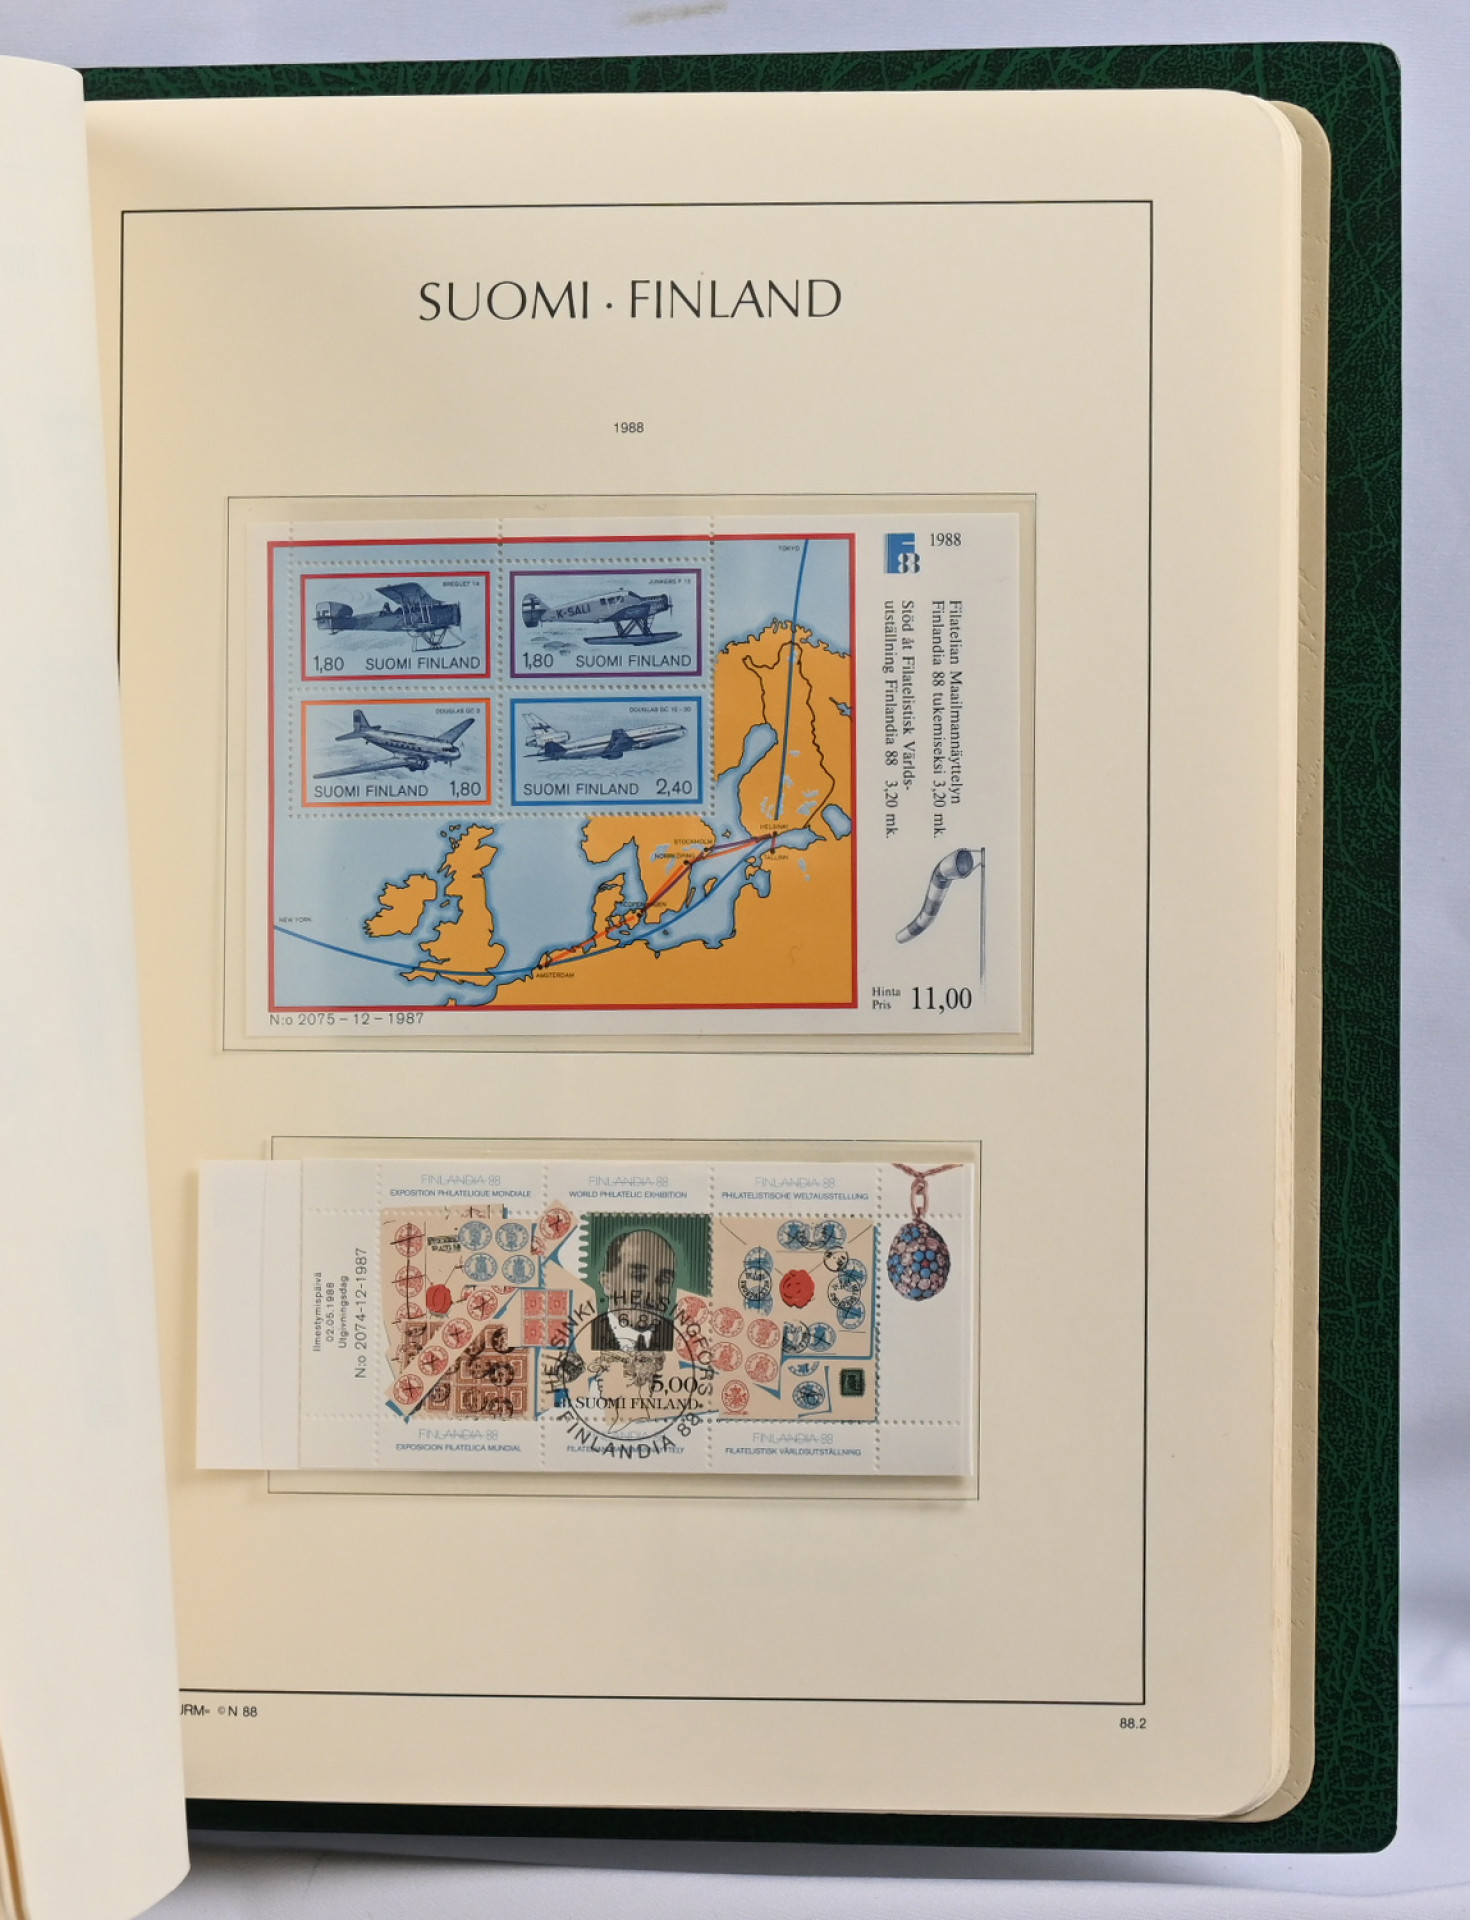 SUOMI · FINLAND
1988
BREGUET 14
1,80 SUOMI FINLAND
JUNKERS F 13
K-SALI
1,80 SUOMI FINLAND
DOUGLAS DC 3
SUOMI FINLAND 1,80
DOUGLAS DC 10 - 30
SUOMI FINLAND 2,40
TOKYO
HELSINKI
STOCKHOLM
NORRKÖPING
TALLINN
COPENHAGEN
NEW YORK
AMSTERDAM
N:o 2075 – 12 – 1987
88
1988
Filatelian Maailmannäyttelyn
Finlandia 88 tukemiseksi 3,20 mk.
Stöd åt Filatelistisk Världs-
utställning Finlandia 88 3,20 mk.
Hinta
Pris 11,00
Ilmestymispäivä
02.05.1988
Utgivningsdag
N:o 2074-12-1987
FINLANDIA 88
EXPOSITION PHILATELIQUE MONDIALE
FINLANDIA 88
WORLD PHILATELIC EXHIBITION
FINLANDIA 88
PHILATELISTISCHE WELTAUSSTELLUNG
HELSINKI · HELSINGFORS
5,00
SUOMI FINLAND
FINLANDIA 88
FINLANDIA 88
EXPOSICION FILATELICA MUNDIAL
FINLANDIA 88
FILATELISTISK VÄRLDSUTSTÄLLNING
© N 88
88.2